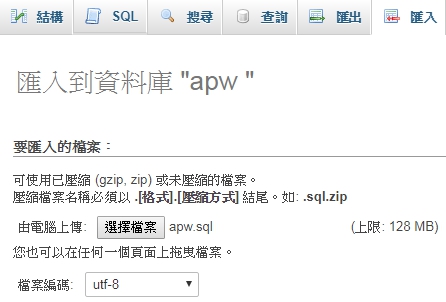 結構 SQL 搜尋 查詢 匯出 匯入
匯入到資料庫 "apw "
要匯入的檔案：
可使用已壓縮 (gzip, zip) 或未壓縮的檔案。
壓縮檔案名稱必須以 .[格式].[壓縮方式] 結尾。如: .sql.zip
由電腦上傳: 選擇檔案 apw.sql (上限: 128 MB)
您也可以在任何一個頁面上拖曳檔案。
檔案編碼: utf-8